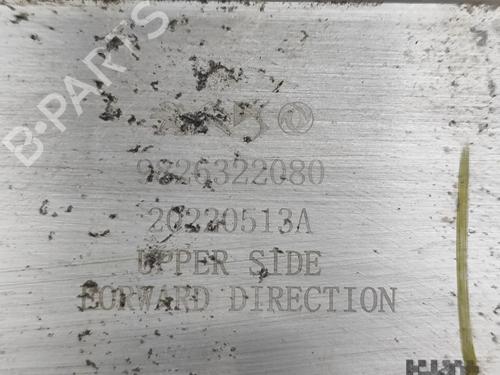 B-PARTS
9826322080
20220513A
UPPER SIDE
FORWARD DIRECTION